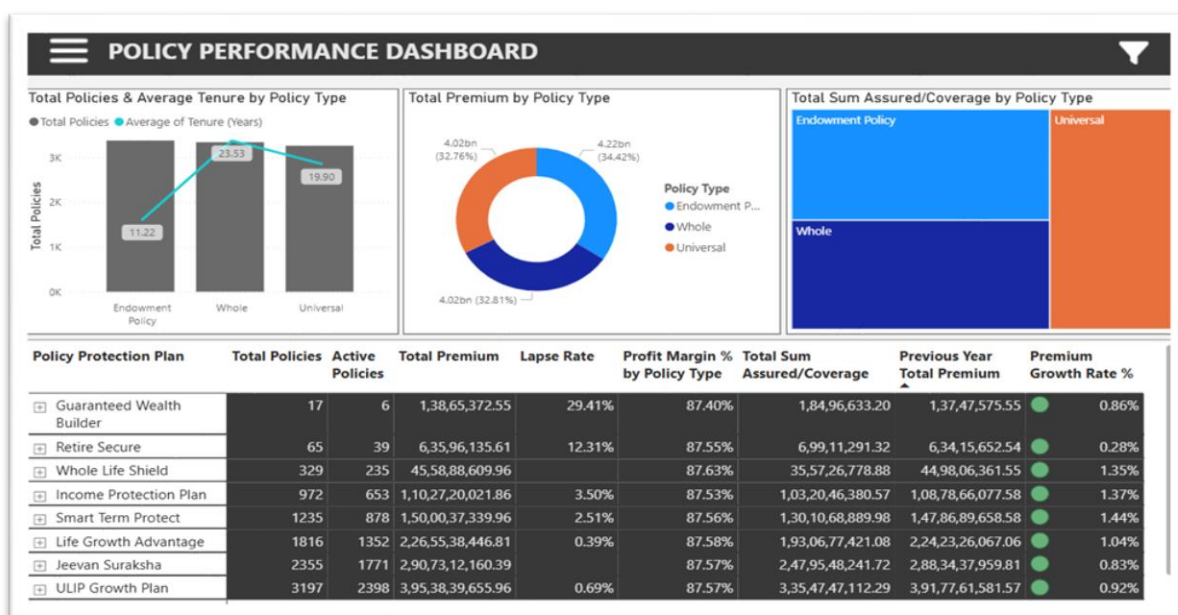 POLICY PERFORMANCE DASHBOARD
Total Policies & Average Tenure by Policy Type
Total Policies Average of Tenure (Years)
3K
2K
1K
0K
Total Policies
11.22
23.53
19.90
Endowment
Policy
Whole
Universal
Total Premium by Policy Type
4.02bn
(32.76%)
4.22bn
(34.42%)
4.02bn (32.81%)
Policy Type
Endowment P...
Whole
Universal
Total Sum Assured/Coverage by Policy Type
Endowment Policy
Universal
Whole
Policy Protection Plan Total Policies Active Policies Total Premium Lapse Rate Profit Margin % by Policy Type Total Sum Assured/Coverage Previous Year Total Premium Premium Growth Rate %
Guaranteed Wealth Builder 17 6 1,38,65,372.55 29.41% 87.40% 1,84,96,633.20 1,37,47,575.55 0.86%
Retire Secure 65 39 6,35,96,135.61 12.31% 87.55% 6,99,11,291.32 6,34,15,652.54 0.28%
Whole Life Shield 329 235 45,58,88,609.96 87.63% 35,57,26,778.88 44,98,06,361.55 1.35%
Income Protection Plan 972 653 1,10,27,20,021.86 3.50% 87.53% 1,03,20,46,380.57 1,08,78,66,077.58 1.37%
Smart Term Protect 1235 878 1,50,00,37,339.96 2.51% 87.56% 1,30,10,68,889.98 1,47,86,89,658.58 1.44%
Life Growth Advantage 1816 1352 2,26,55,38,446.81 0.39% 87.58% 1,93,06,77,421.08 2,24,23,26,067.06 1.04%
Jeevan Suraksha 2355 1771 2,90,73,12,160.39 87.57% 2,47,95,48,241.72 2,88,34,37,959.81 0.83%
ULIP Growth Plan 3197 2398 3,95,38,39,655.96 0.69% 87.57% 3,35,47,47,112.29 3,91,77,61,581.57 0.92%